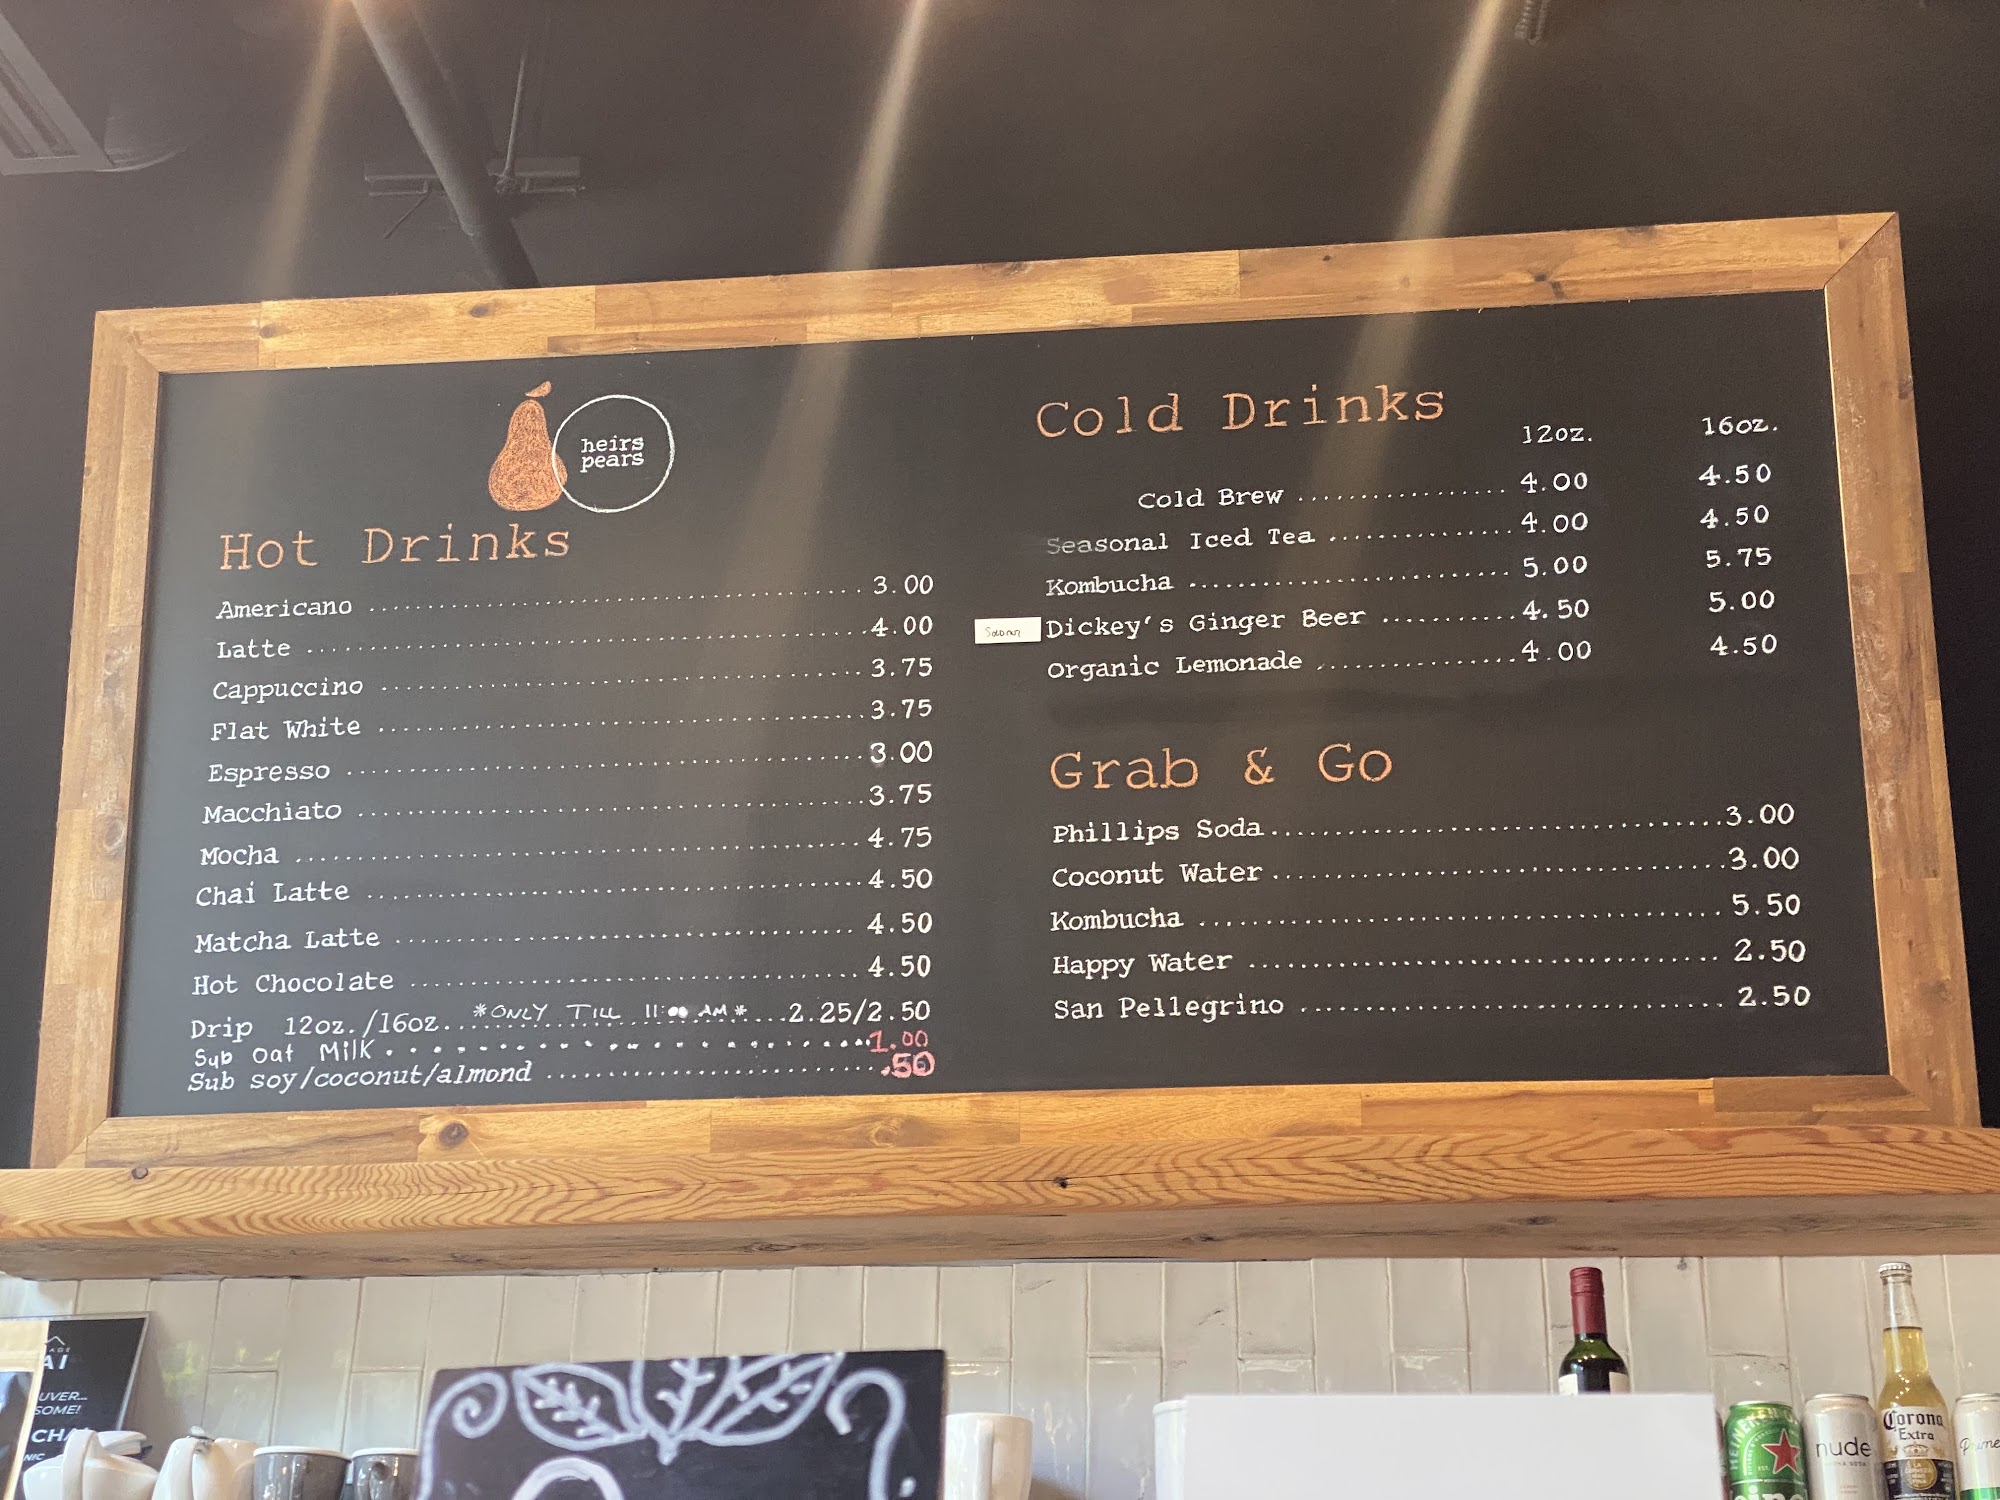 heirs
pears
Hot Drinks
Americano 3.00
Latte 4.00
Cappuccino 3.75
Flat White 3.75
Espresso 3.00
Macchiato 3.75
Mocha 4.75
Chai Latte 4.50
Matcha Latte 4.50
Hot Chocolate 4.50
Drip 12oz./16oz. *ONLY TILL 11:00 AM* 2.25/2.50
Sub Oat Milk 1.00
Sub soy/coconut/almond .50
Cold Drinks
12oz. 16oz.
Cold Brew 4.00 4.50
Seasonal Iced Tea 4.00 4.50
Kombucha 5.00 5.75
Dickey's Ginger Beer 4.50 5.00
Organic Lemonade 4.00 4.50
Grab & Go
Phillips Soda 3.00
Coconut Water 3.00
Kombucha 5.50
Happy Water 2.50
San Pellegrino 2.50
nude
Corona
Extra